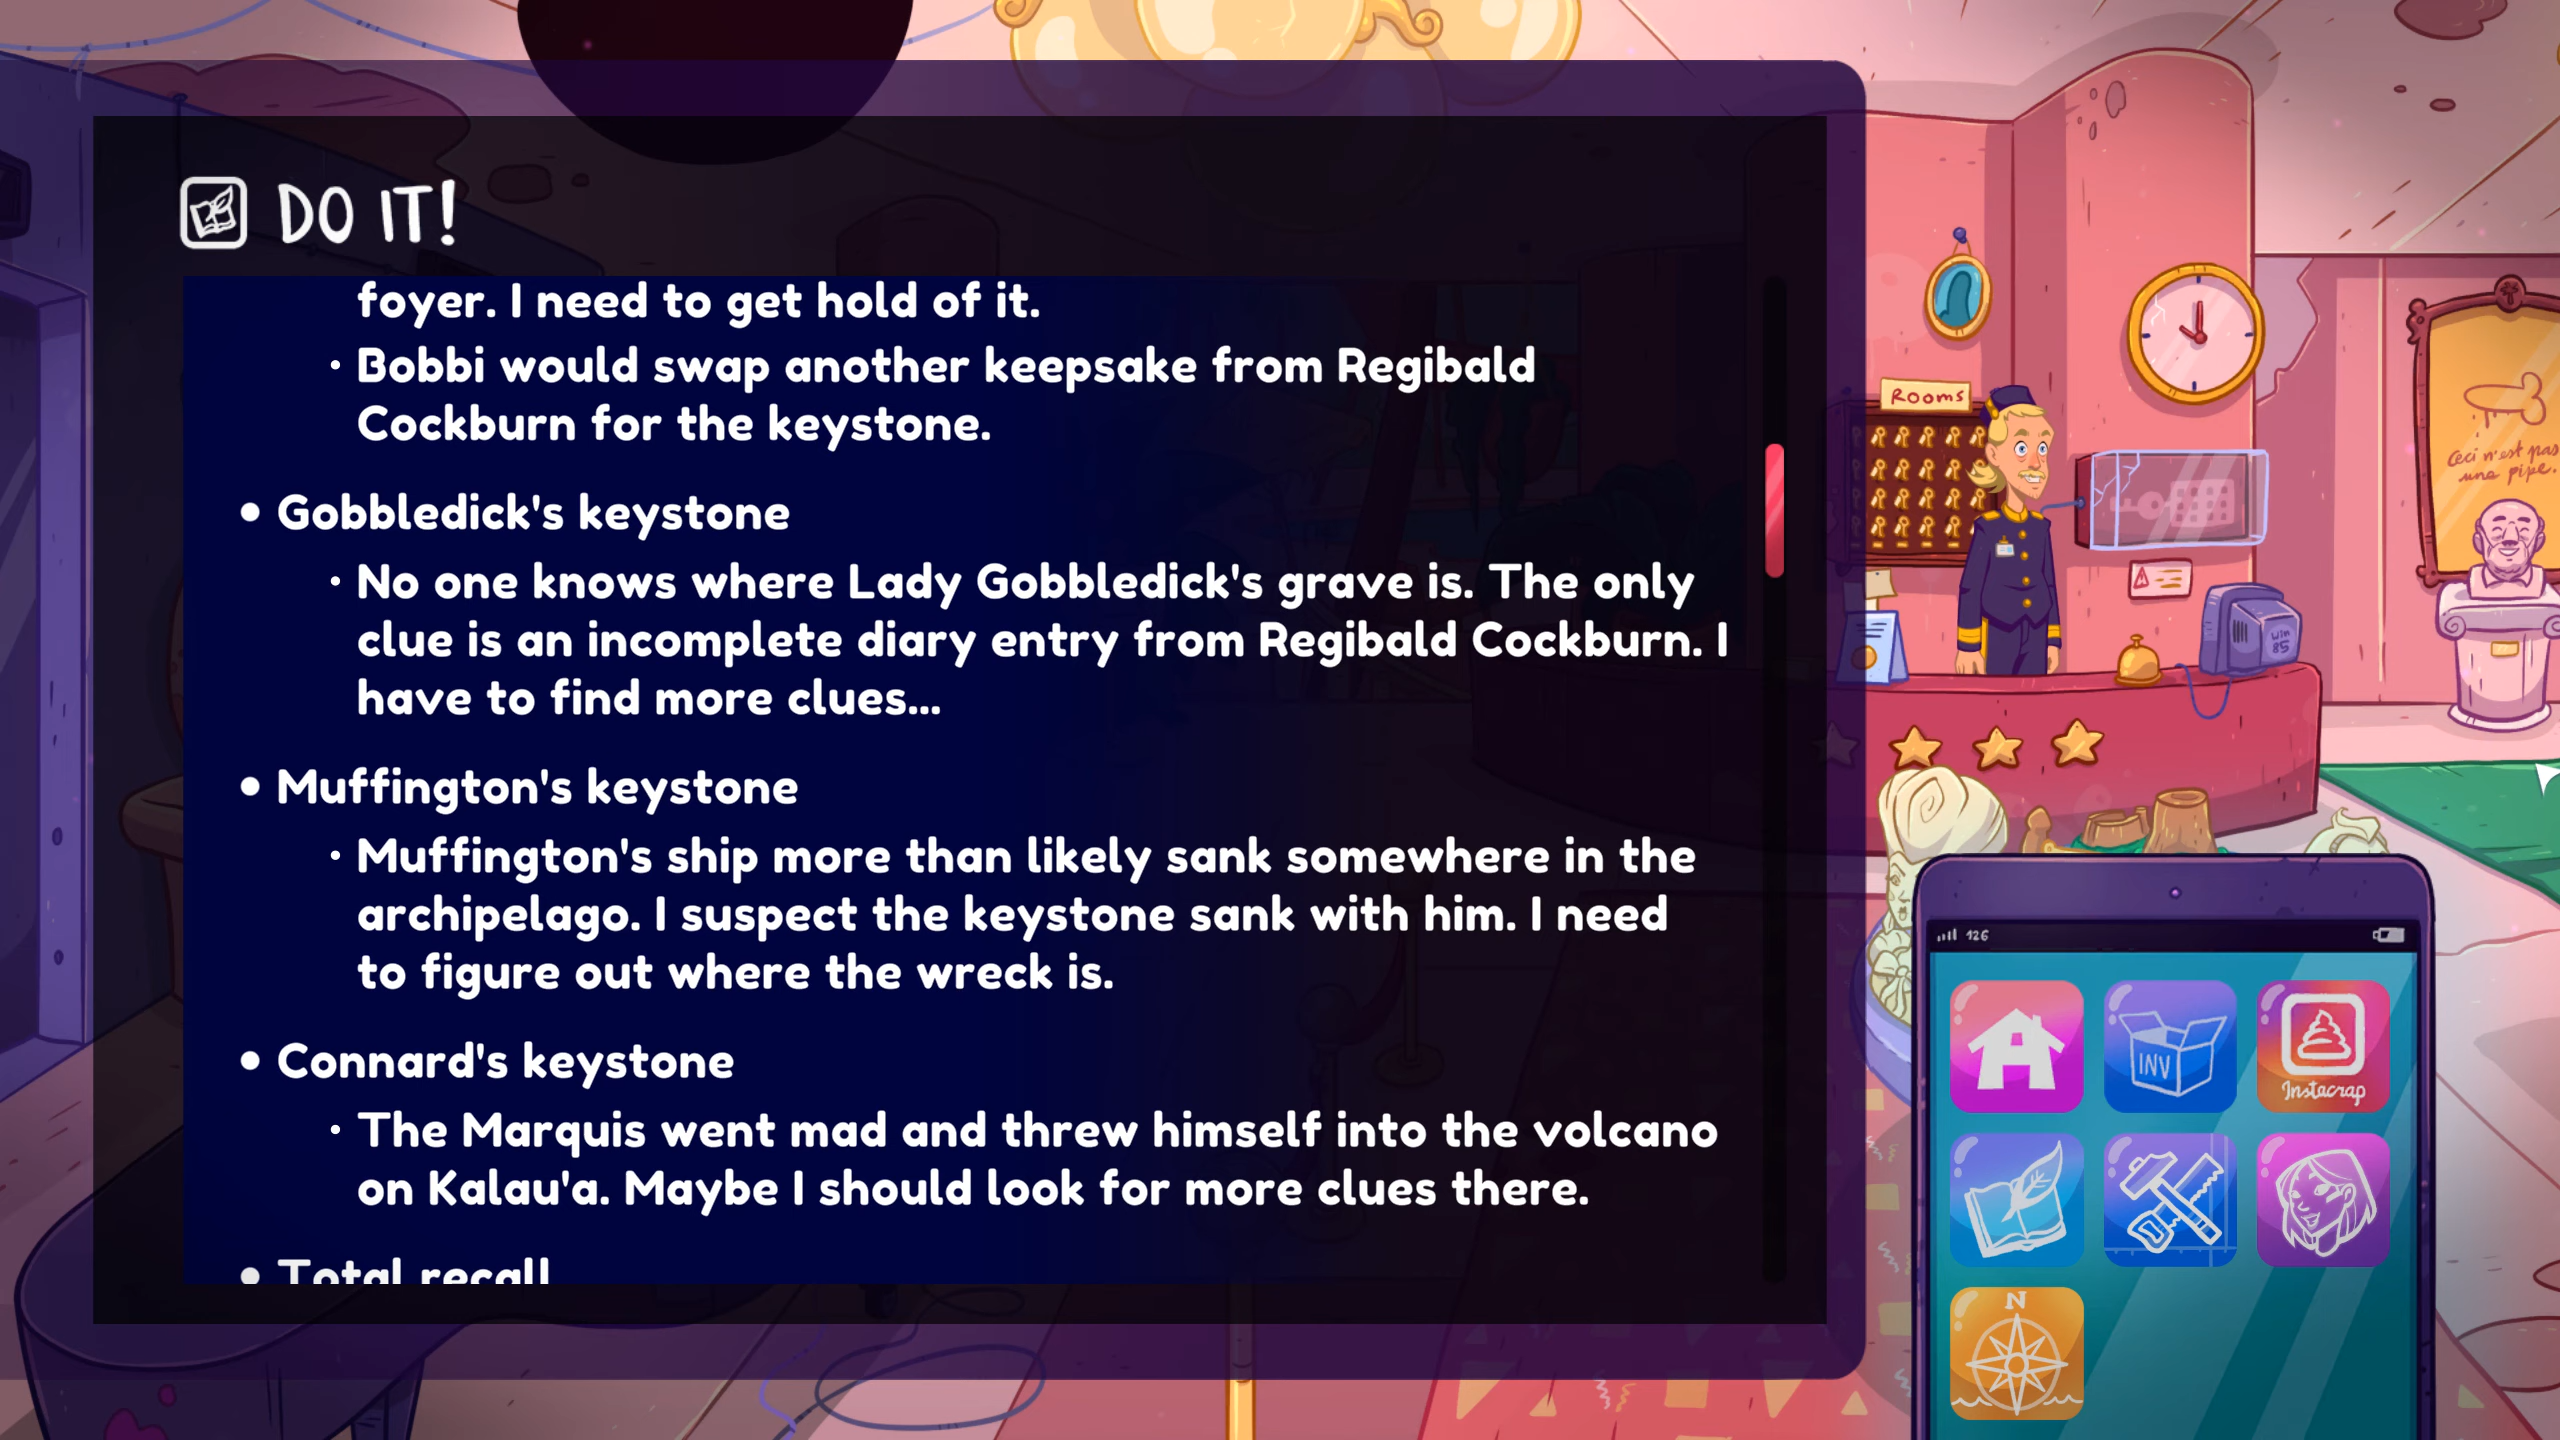 DO IT!
foyer. I need to get hold of it.
· Bobbi would swap another keepsake from Regibald
Cockburn for the keystone.
• Gobbledick's keystone
· No one knows where Lady Gobbledick's grave is. The only
clue is an incomplete diary entry from Regibald Cockburn. I
have to find more clues...
• Muffington's keystone
· Muffington's ship more than likely sank somewhere in the
archipelago. I suspect the keystone sank with him. I need
to figure out where the wreck is.
• Connard's keystone
· The Marquis went mad and threw himself into the volcano
on Kalau'a. Maybe I should look for more clues there.
• Total recall
Rooms
Ceci n'est pas
una pipe.
Win
85
126
INV
Instacrap
N